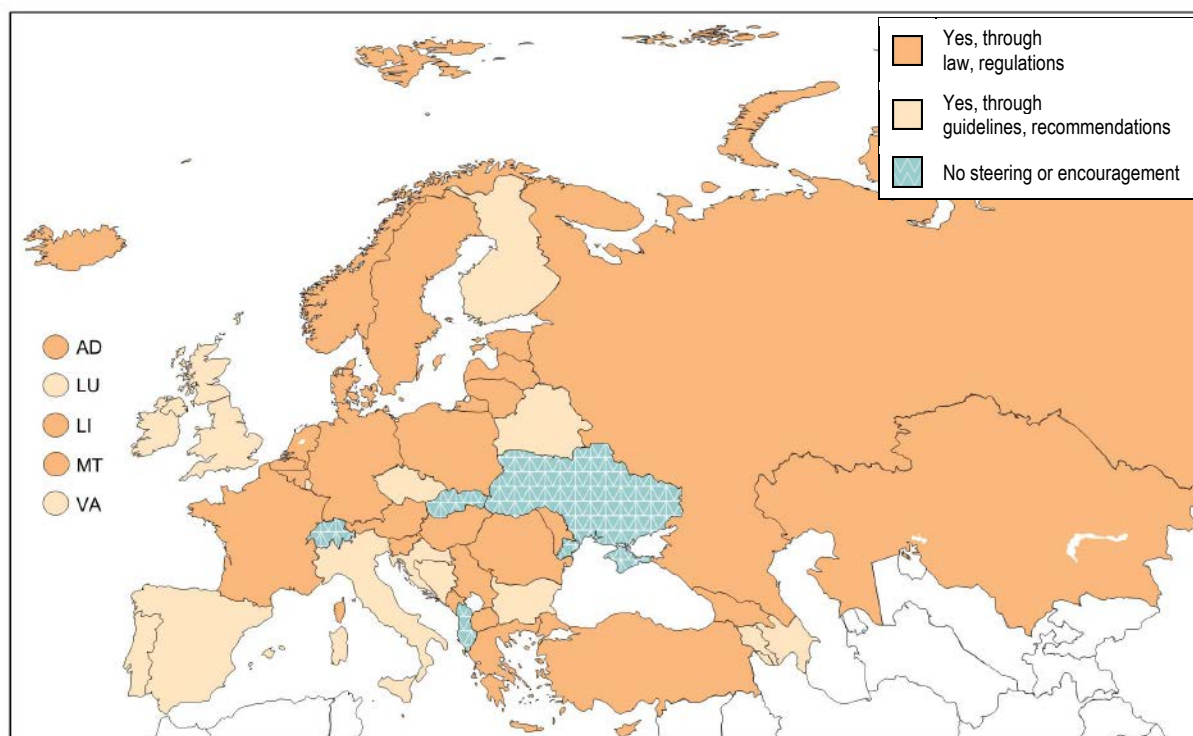 Yes, through
law, regulations
Yes, through
guidelines, recommendations
No steering or encouragement
AD
LU
LI
MT
VA